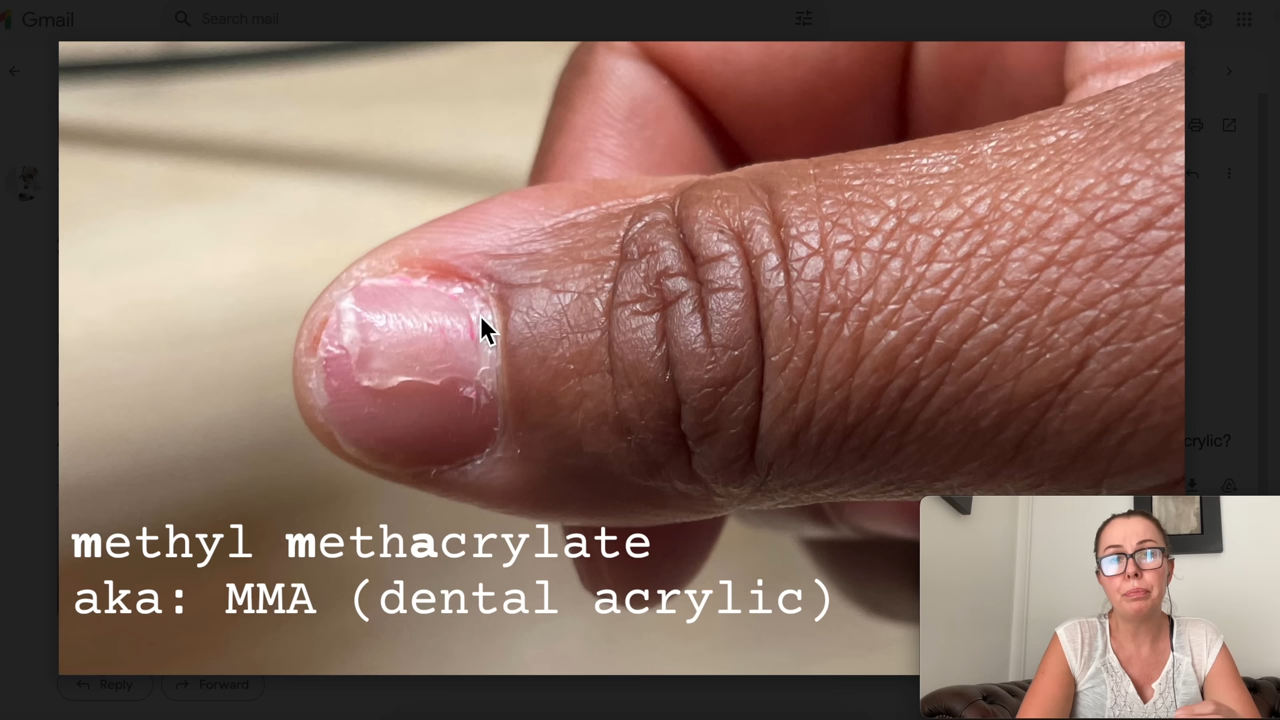 Gmail
Search mail
crylic?
methyl methacrylate
aka: MMA (dental acrylic)
Reply
Forward